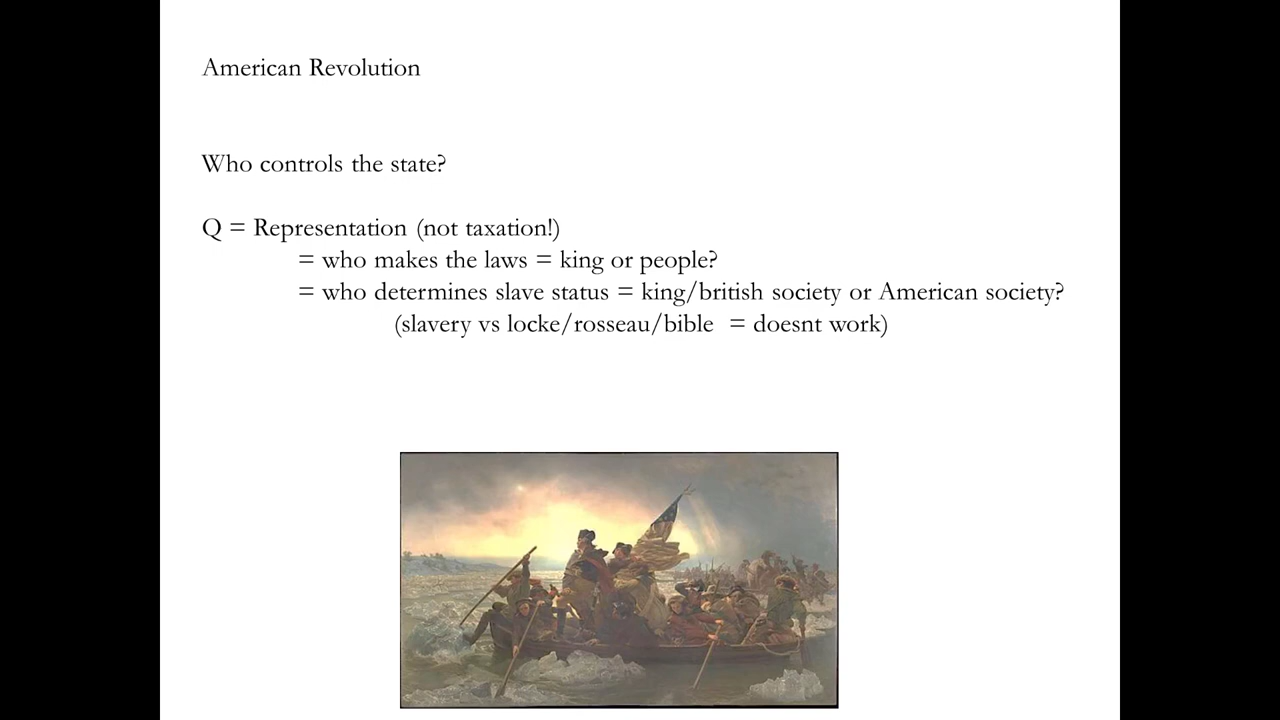 American Revolution
Who controls the state?
Q = Representation (not taxation!)
= who makes the laws = king or people?
= who determines slave status = king/british society or American society?
(slavery vs locke/rosseau/bible  = doesnt work)